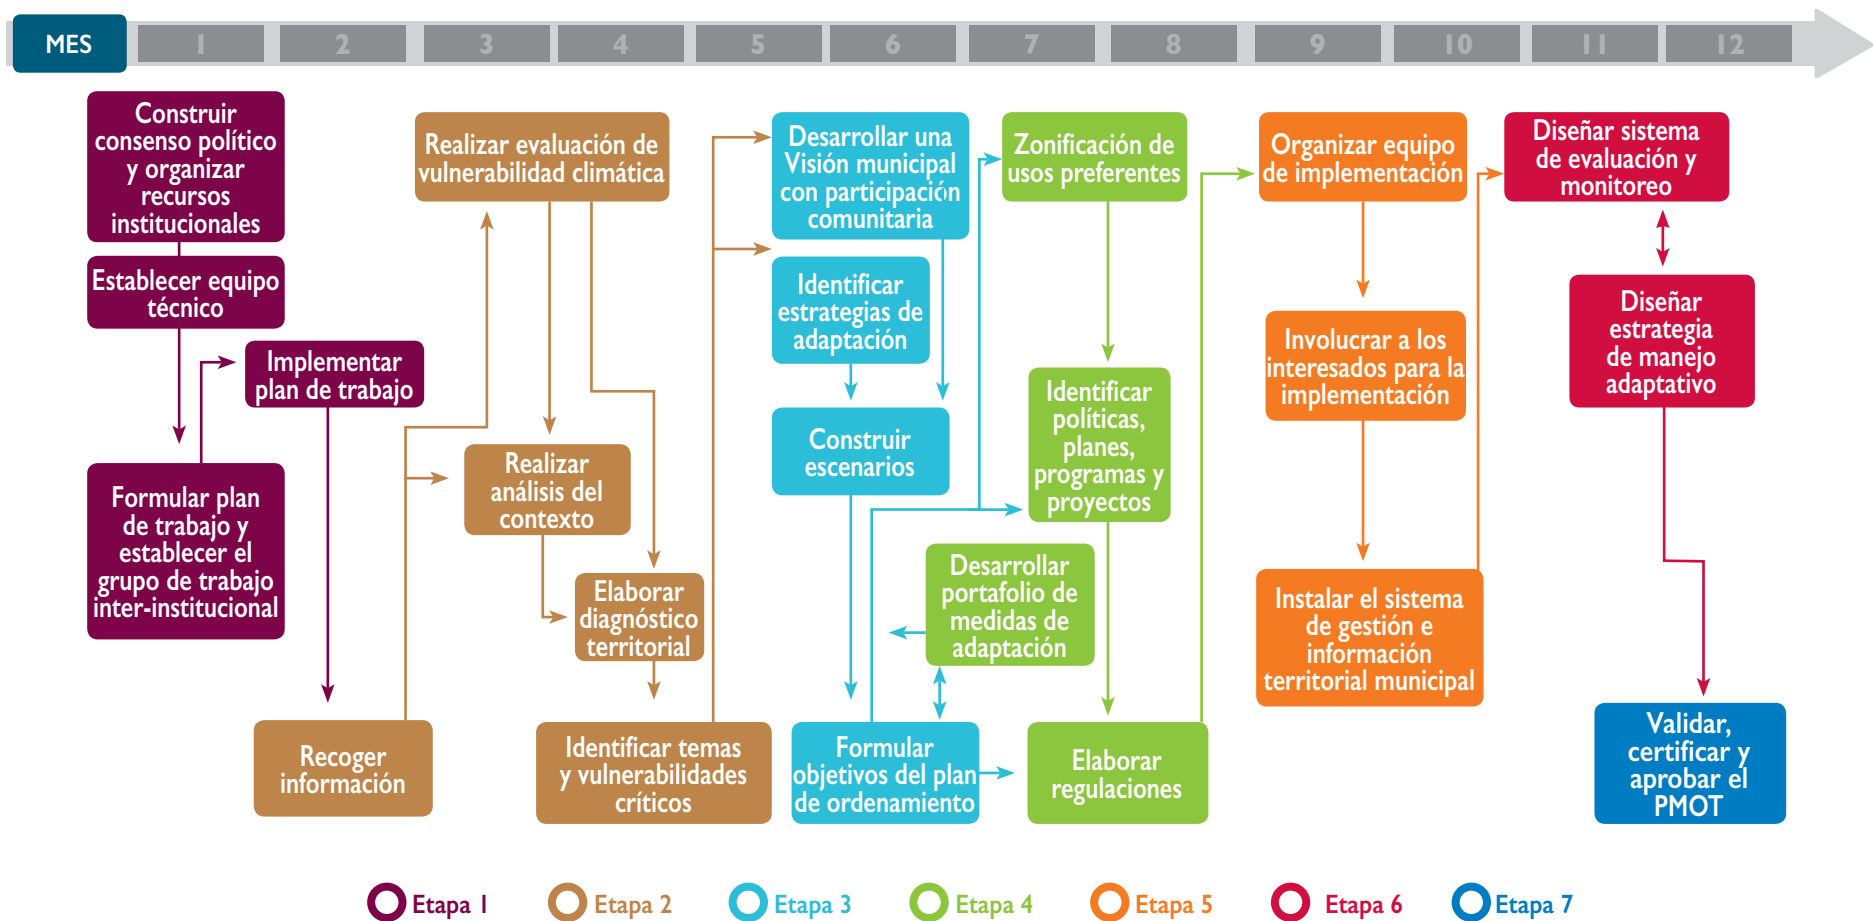 MES
1
2
3
4
5
6
7
8
9
10
11
12
Construir
consenso político
y organizar
recursos
institucionales
Establecer equipo
técnico
Implementar
plan de trabajo
Formular plan
de trabajo y
establecer el
grupo de trabajo
inter-institucional
Recoger
información
Realizar evaluación de
vulnerabilidad climática
Realizar
análisis del
contexto
Elaborar
diagnóstico
territorial
Identificar temas
y vulnerabilidades
críticos
Desarrollar una
Visión municipal
con participación
comunitaria
Identificar
estrategias de
adaptación
Construir
escenarios
Formular
objetivos del plan
de ordenamiento
Zonificación de
usos preferentes
Identificar
políticas,
planes,
programas y
proyectos
Desarrollar
portafolio de
medidas de
adaptación
Elaborar
regulaciones
Organizar equipo
de implementación
Involucrar a los
interesados para la
implementación
Instalar el sistema
de gestión e
información
territorial municipal
Diseñar sistema
de evaluación y
monitoreo
Diseñar
estrategia
de manejo
adaptativo
Validar,
certificar y
aprobar el
PMOT
Etapa 1
Etapa 2
Etapa 3
Etapa 4
Etapa 5
Etapa 6
Etapa 7